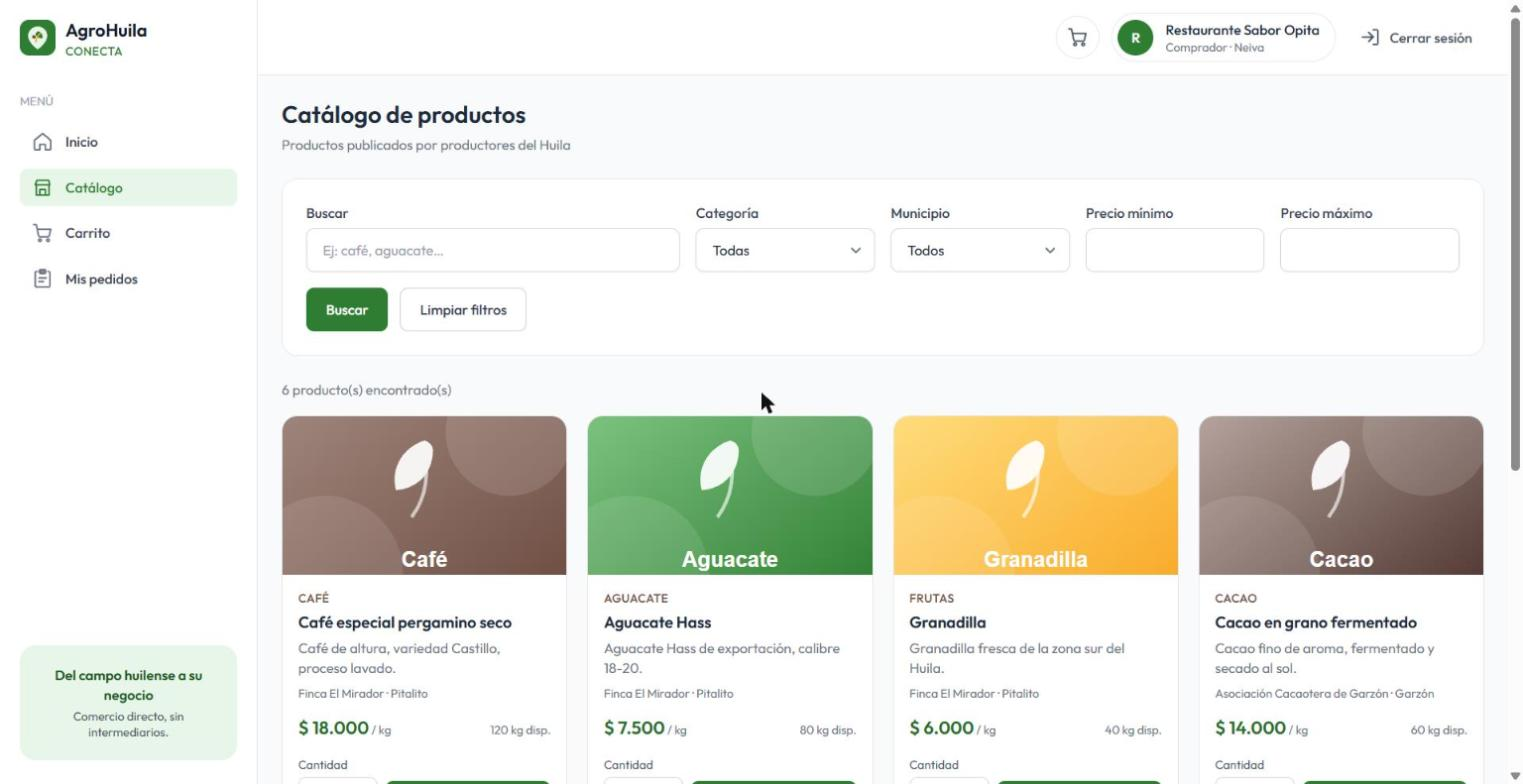 AgroHuila
CONECTA
MENÚ
Inicio
Catálogo
Carrito
Mis pedidos
Del campo huilense a su
negocio
Comercio directo, sin
intermediarios.
R
Restaurante Sabor Opita
Comprador · Neiva
Cerrar sesión
Catálogo de productos
Productos publicados por productores del Huila
Buscar
Categoría
Municipio
Precio mínimo
Precio máximo
Ej: café, aguacate...
Todas
Todos
Buscar
Limpiar filtros
6 producto(s) encontrado(s)
Café
CAFÉ
Café especial pergamino seco
Café de altura, variedad Castillo,
proceso lavado.
Finca El Mirador · Pitalito
$ 18.000 / kg
120 kg disp.
Cantidad
Aguacate
AGUACATE
Aguacate Hass
Aguacate Hass de exportación, calibre
18-20.
Finca El Mirador · Pitalito
$ 7.500 / kg
80 kg disp.
Cantidad
Granadilla
FRUTAS
Granadilla
Granadilla fresca de la zona sur del
Huila.
Finca El Mirador · Pitalito
$ 6.000 / kg
40 kg disp.
Cantidad
Cacao
CACAO
Cacao en grano fermentado
Cacao fino de aroma, fermentado y
secado al sol.
Asociación Cacaotera de Garzón · Garzón
$ 14.000 / kg
60 kg disp.
Cantidad